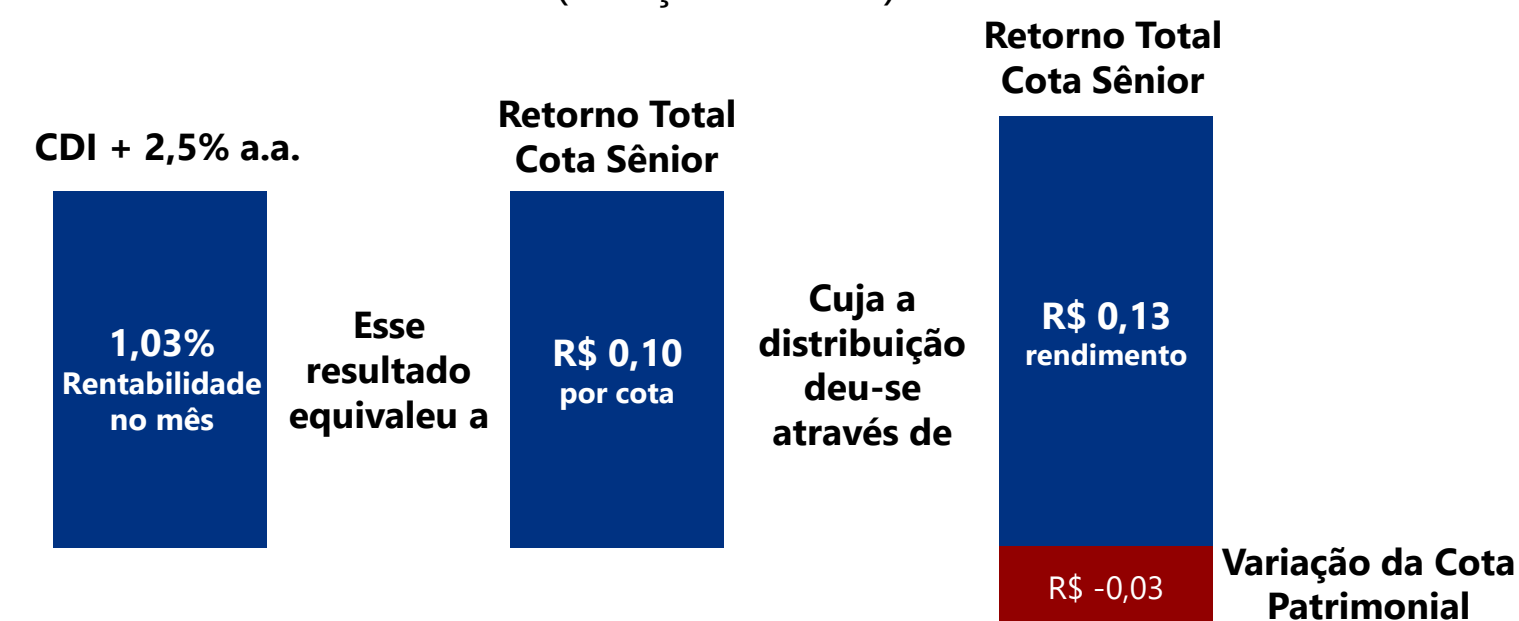 CDI + 2,5% a.a.
1,03%
Rentabilidade
no mês
Esse
resultado
equivaleu a
Retorno Total
Cota Sênior
R$ 0,10
por cota
Cuja a
distribuição
deu-se
através de
Retorno Total
Cota Sênior
R$ 0,13
rendimento
R$ -0,03
Variação da Cota
Patrimonial